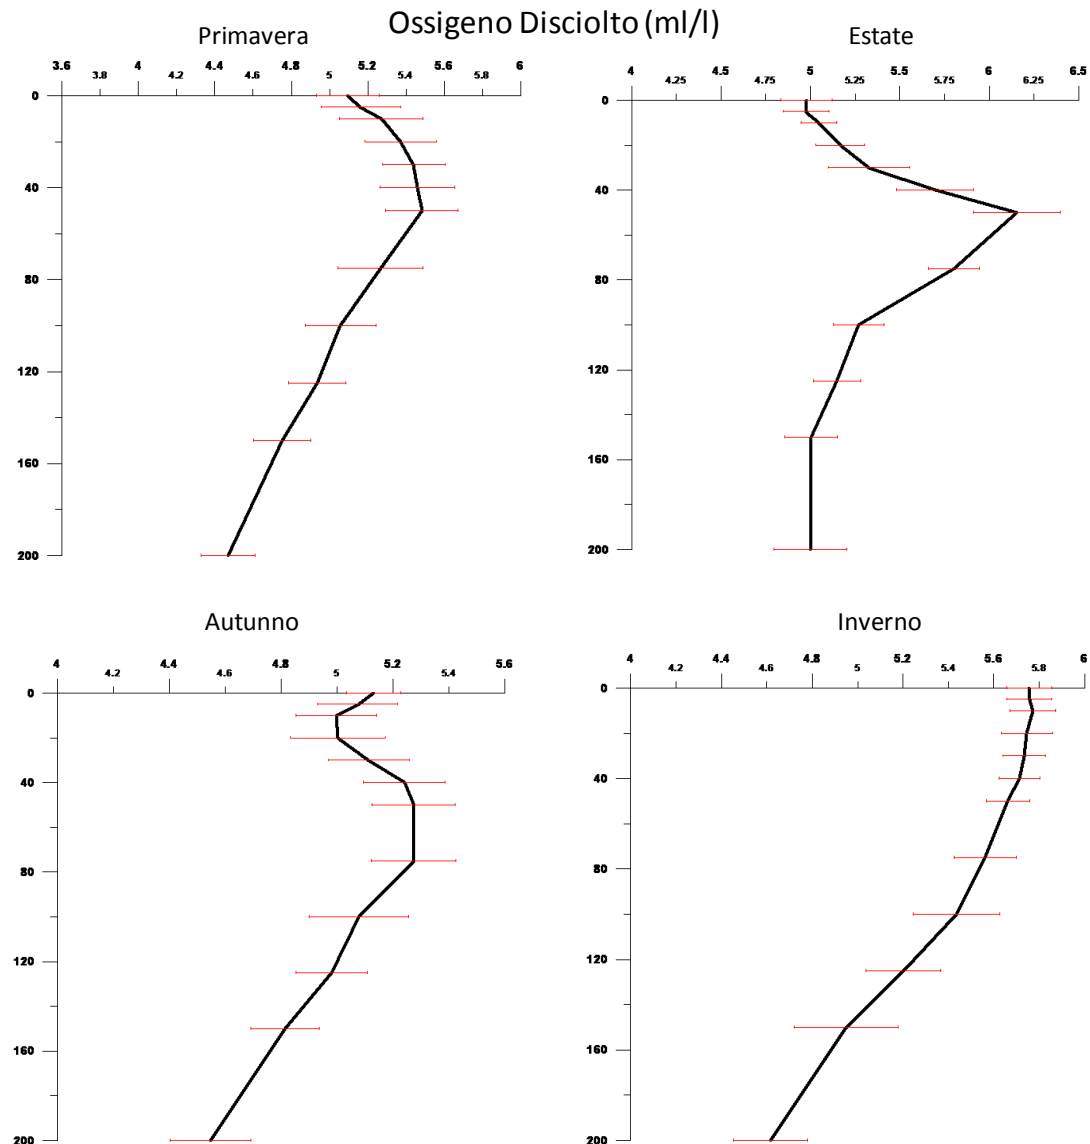 Ossigeno Disciolto (ml/l)
Primavera
Estate
3.6 4 4.4 4.8 5.2 5.6 6
3.8 4.2 4.6 5 5.4 5.8
4 4.5 5 5.5 6 6.5
4.25 4.75 5.25 5.75 6.25
0
40
80
120
160
200
0
40
80
120
160
200
Autunno
Inverno
4 4.4 4.8 5.2 5.6
4.2 4.6 5 5.4
4 4.4 4.8 5.2 5.6 6
4.2 4.6 5 5.4 5.8
0
40
80
120
160
200
0
40
80
120
160
200